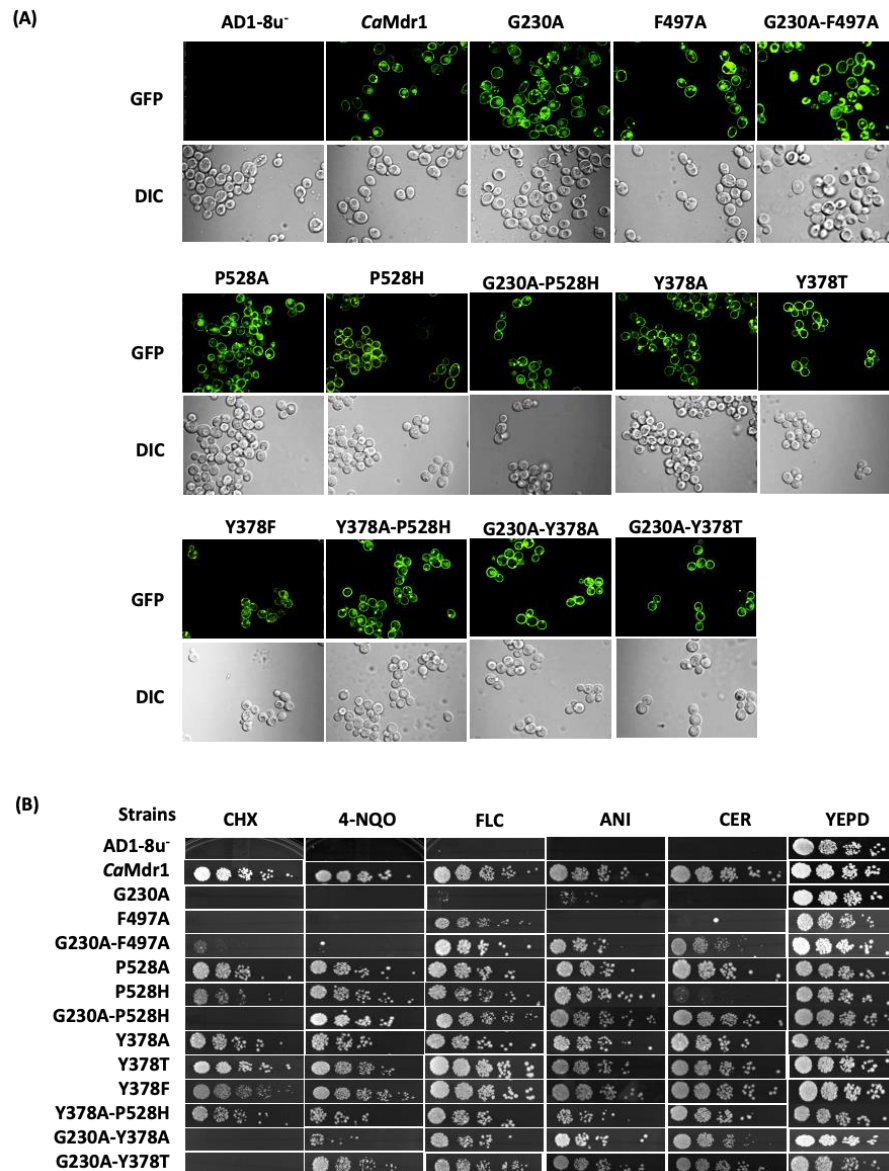 (A)
AD1-8u⁻ CaMdr1 G230A F497A G230A-F497A
GFP
DIC
P528A P528H G230A-P528H Y378A Y378T
GFP
DIC
Y378F Y378A-P528H G230A-Y378A G230A-Y378T
GFP
DIC
(B)
Strains CHX 4-NQO FLC ANI CER YEPD
AD1-8u⁻
CaMdr1
G230A
F497A
G230A-F497A
P528A
P528H
G230A-P528H
Y378A
Y378T
Y378F
Y378A-P528H
G230A-Y378A
G230A-Y378T